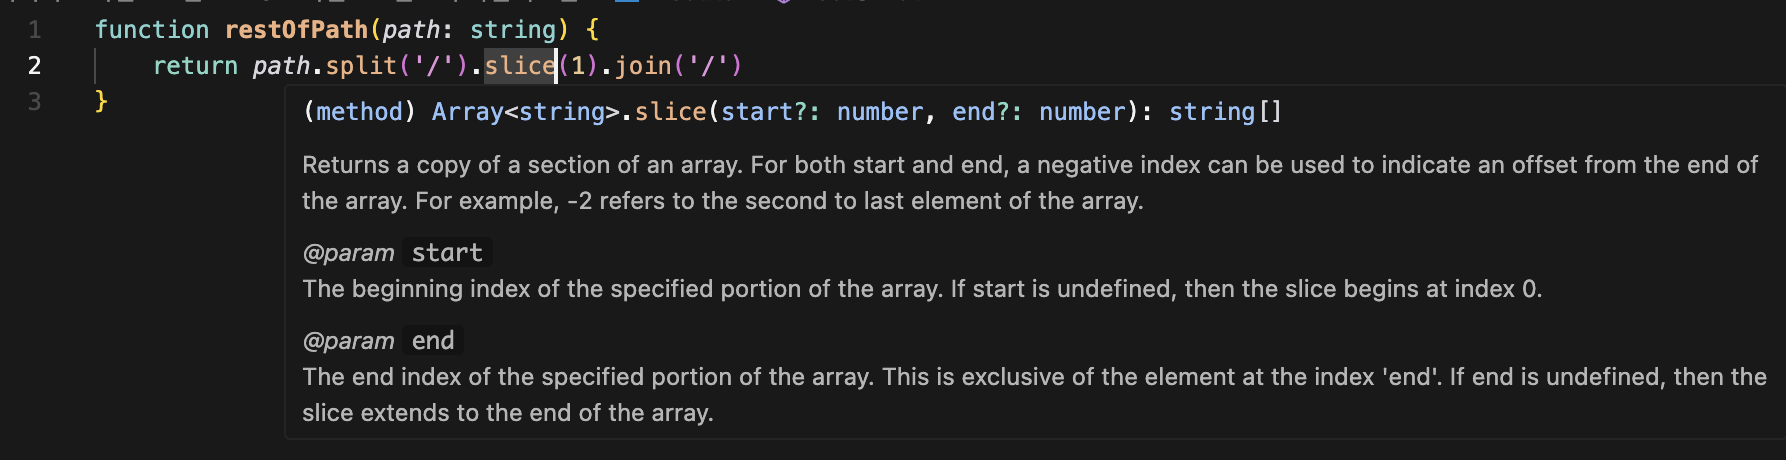 1 function restOfPath(path: string) {
2 return path.split('/').slice(1).join('/')
3 }
(method) Array<string>.slice(start?: number, end?: number): string[]
Returns a copy of a section of an array. For both start and end, a negative index can be used to indicate an offset from the end of
the array. For example, -2 refers to the second to last element of the array.
@param start
The beginning index of the specified portion of the array. If start is undefined, then the slice begins at index 0.
@param end
The end index of the specified portion of the array. This is exclusive of the element at the index 'end'. If end is undefined, then the
slice extends to the end of the array.